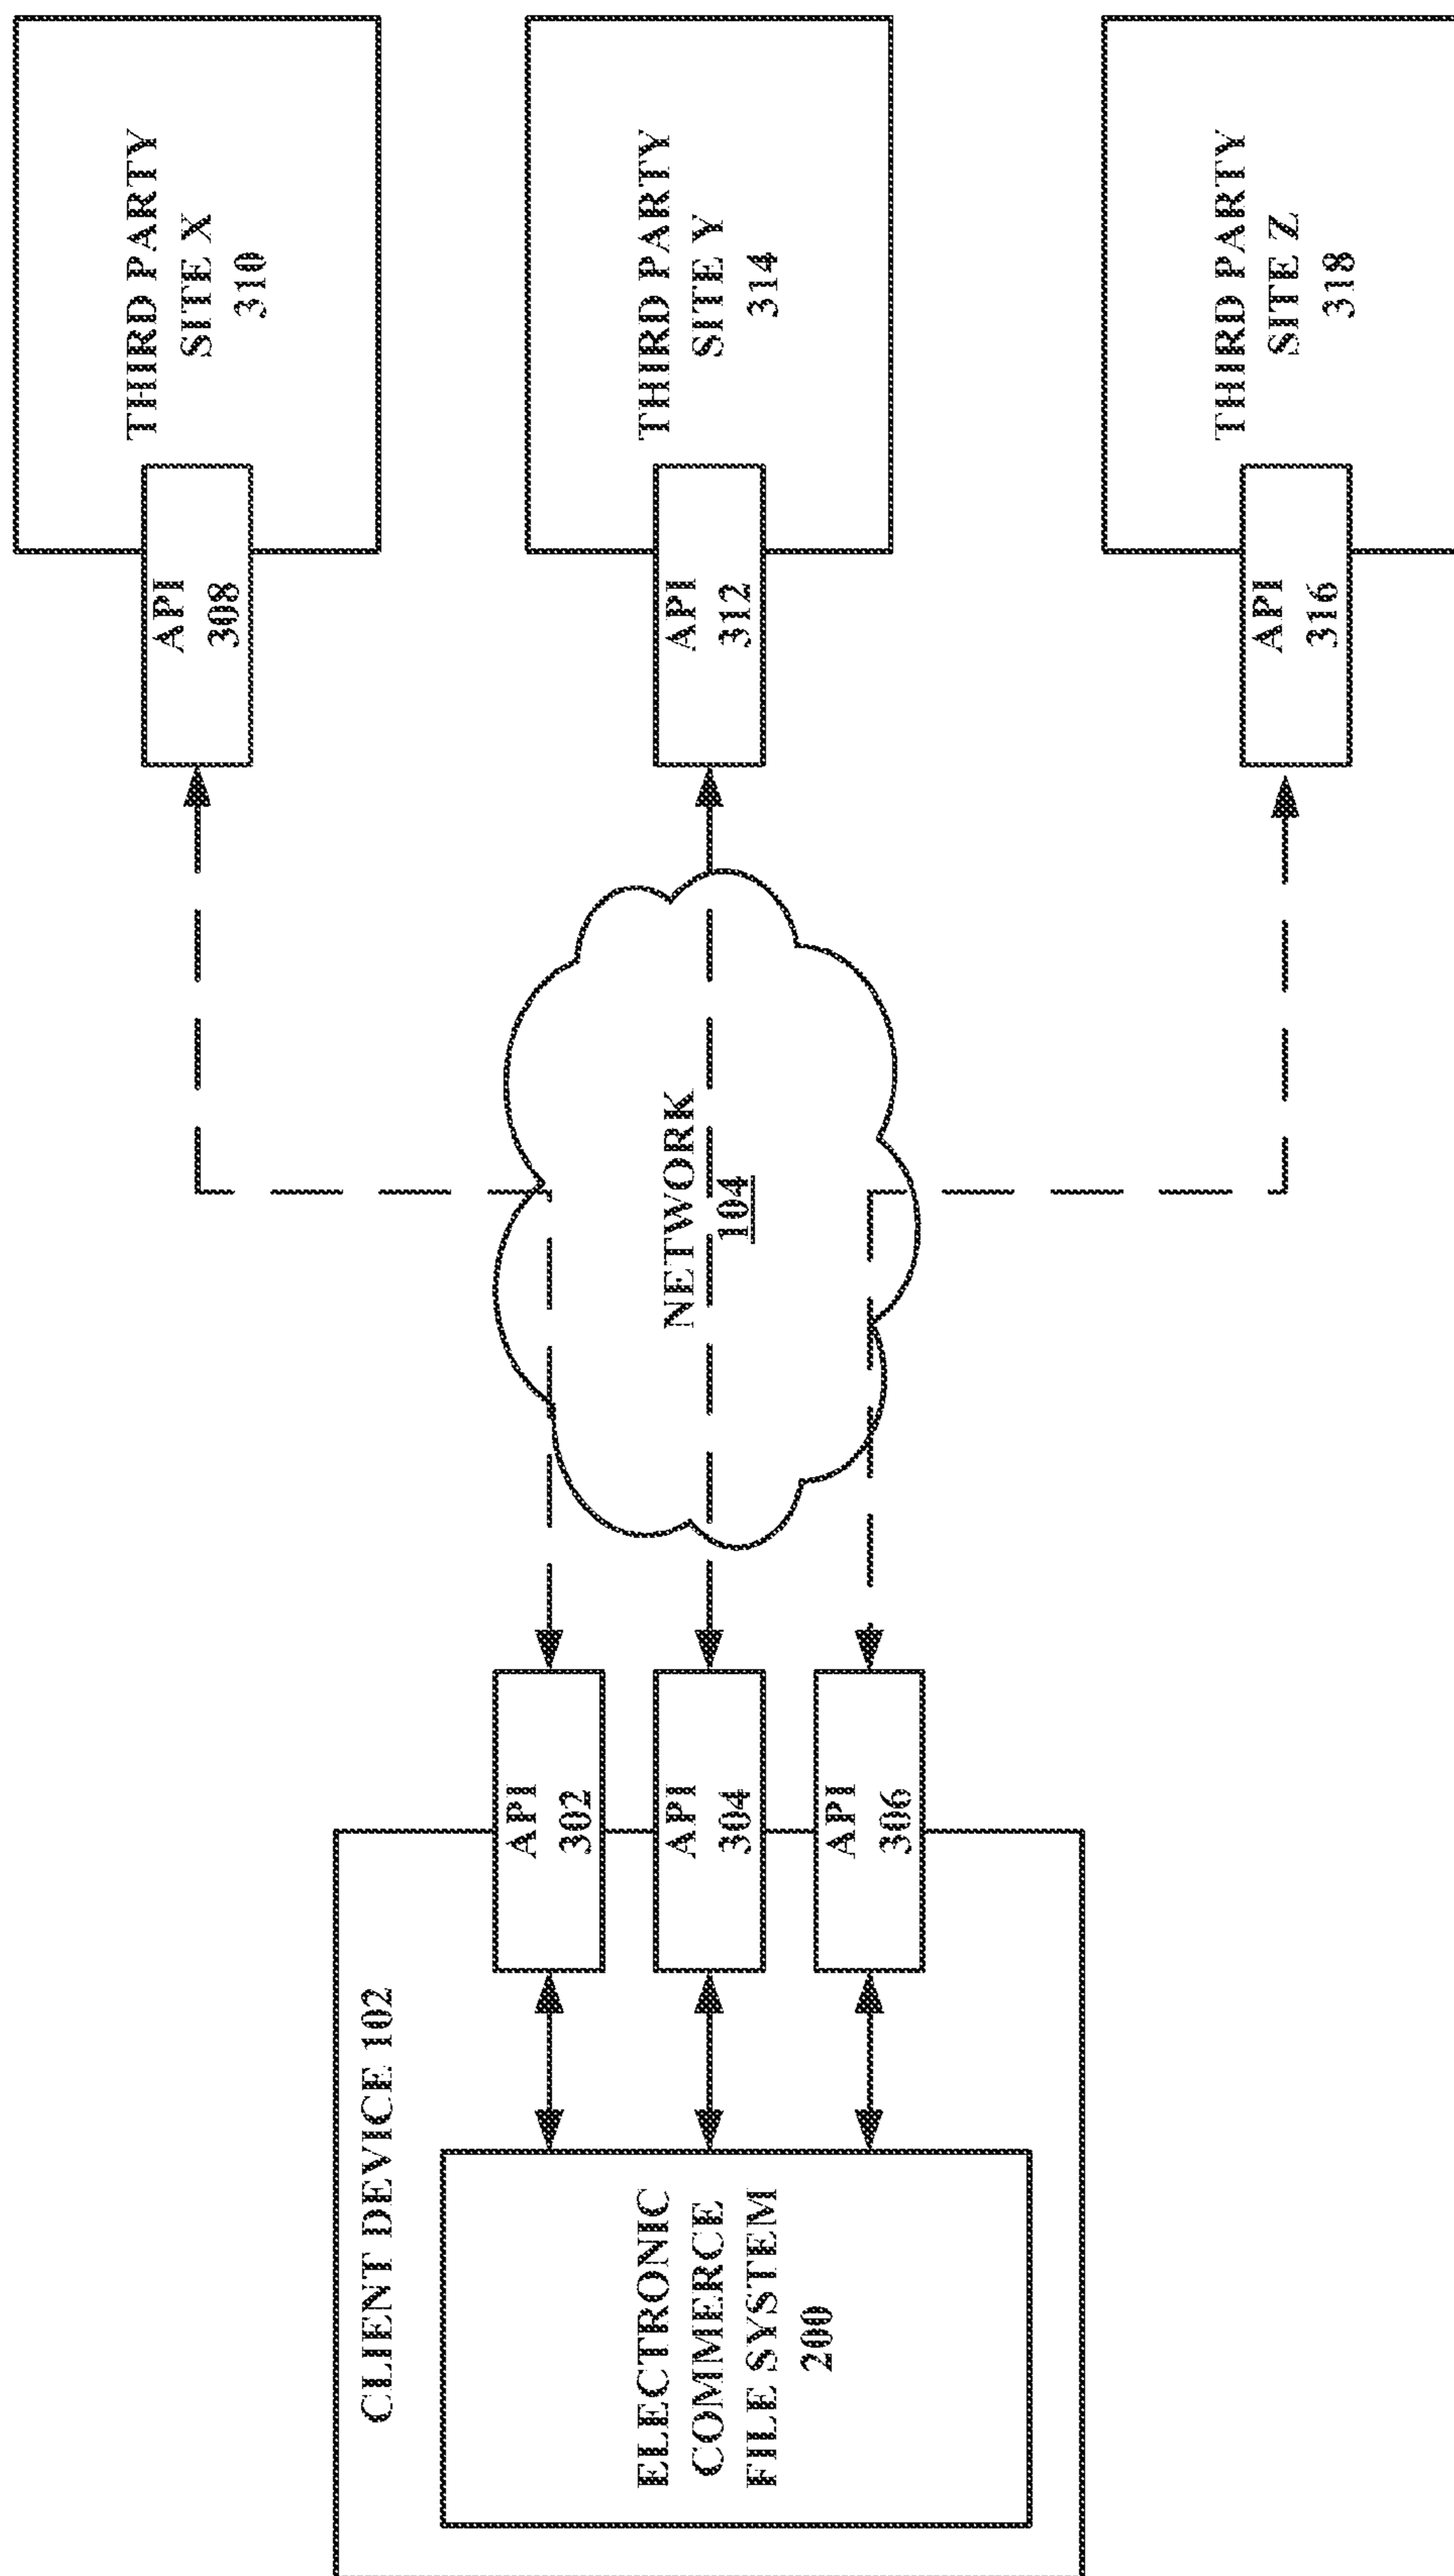 CLIENT DEVICE 102
ELECTRONIC
COMMERCE
FILE SYSTEM
200
API
302
API
304
API
306
NETWORK
104
API
308
THIRD PARTY
SITE X
310
API
312
THIRD PARTY
SITE Y
314
API
316
THIRD PARTY
SITE Z
318